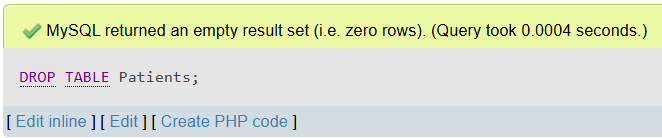 MySQL returned an empty result set (i.e. zero rows). (Query took 0.0004 seconds.)
DROP TABLE Patients;
[ Edit inline ] [ Edit ] [ Create PHP code ]